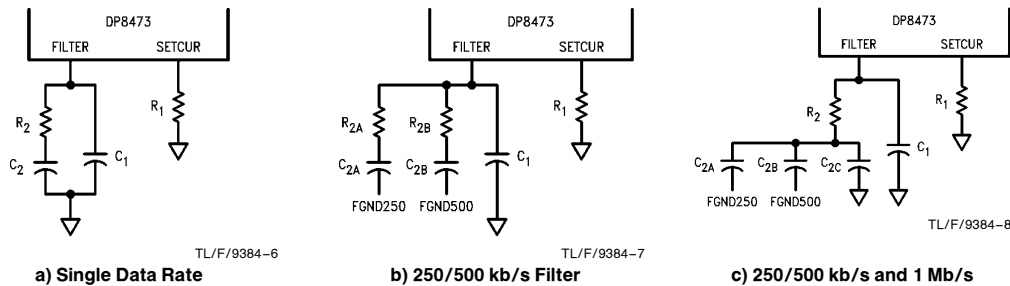 DP8473
FILTER SETCUR
R2
R1
C2
C1
TL/F/9384–6
a) Single Data Rate
DP8473
FILTER SETCUR
R2A
R2B
R1
C2A
C2B
C1
FGND250 FGND500
TL/F/9384–7
b) 250/500 kb/s Filter
DP8473
FILTER SETCUR
R2
R1
C2A
C2B
C2C
C1
FGND250 FGND500
TL/F/9384–8
c) 250/500 kb/s and 1 Mb/s